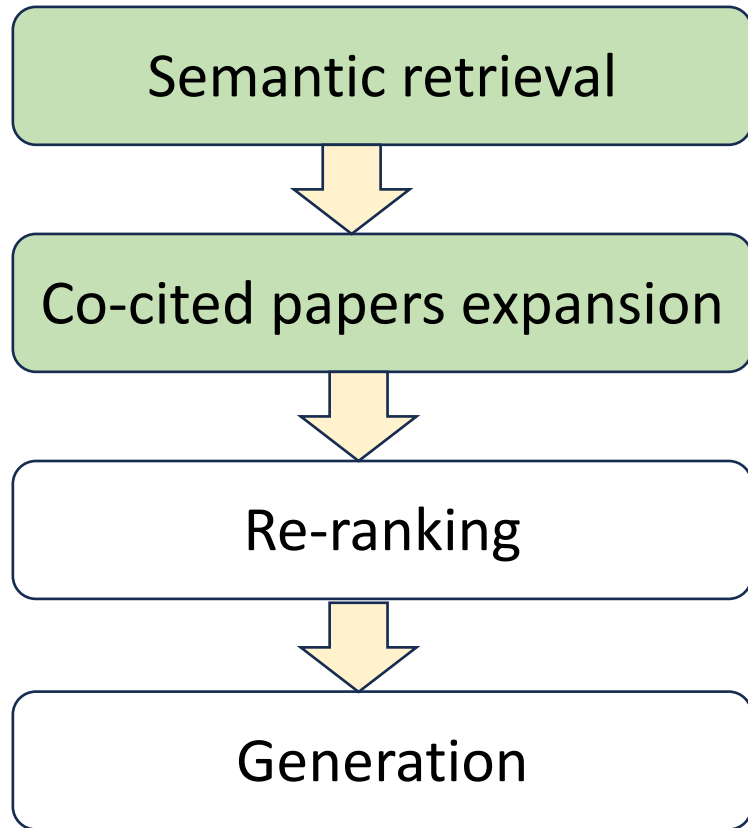 Semantic retrieval
Co-cited papers expansion
Re-ranking
Generation